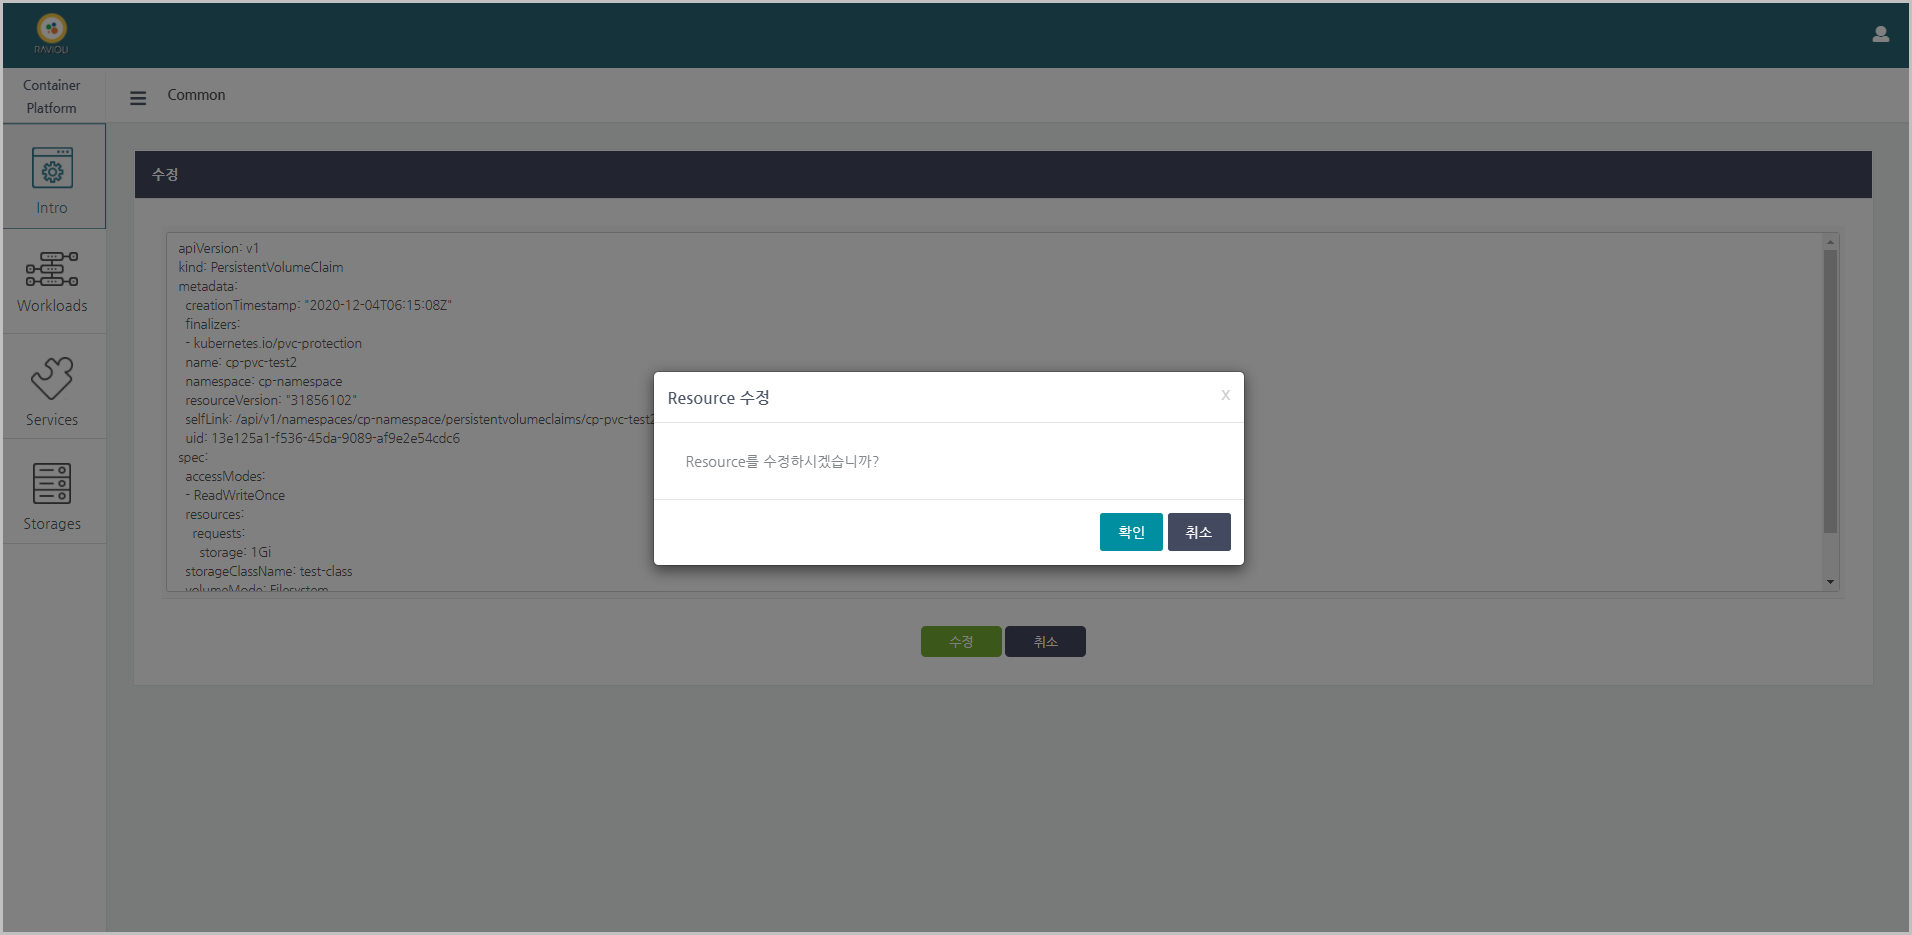 RAVIOLI
Container
Platform
Common
Intro
Workloads
Services
Storages
수정
apiVersion: v1
kind: PersistentVolumeClaim
metadata:
  creationTimestamp: "2020-12-04T06:15:08Z"
  finalizers:
  - kubernetes.io/pvc-protection
  name: cp-pvc-test2
  namespace: cp-namespace
  resourceVersion: "31856102"
  selfLink: /api/v1/namespaces/cp-namespace/persistentvolumeclaims/cp-pvc-test2
  uid: 13e125a1-f536-45da-9089-af9e2e54cdc6
spec:
  accessModes:
  - ReadWriteOnce
  resources:
    requests:
      storage: 1Gi
  storageClassName: test-class
  volumeMode: Filesystem
Resource 수정
x
Resource를 수정하시겠습니까?
확인 취소
수정 취소